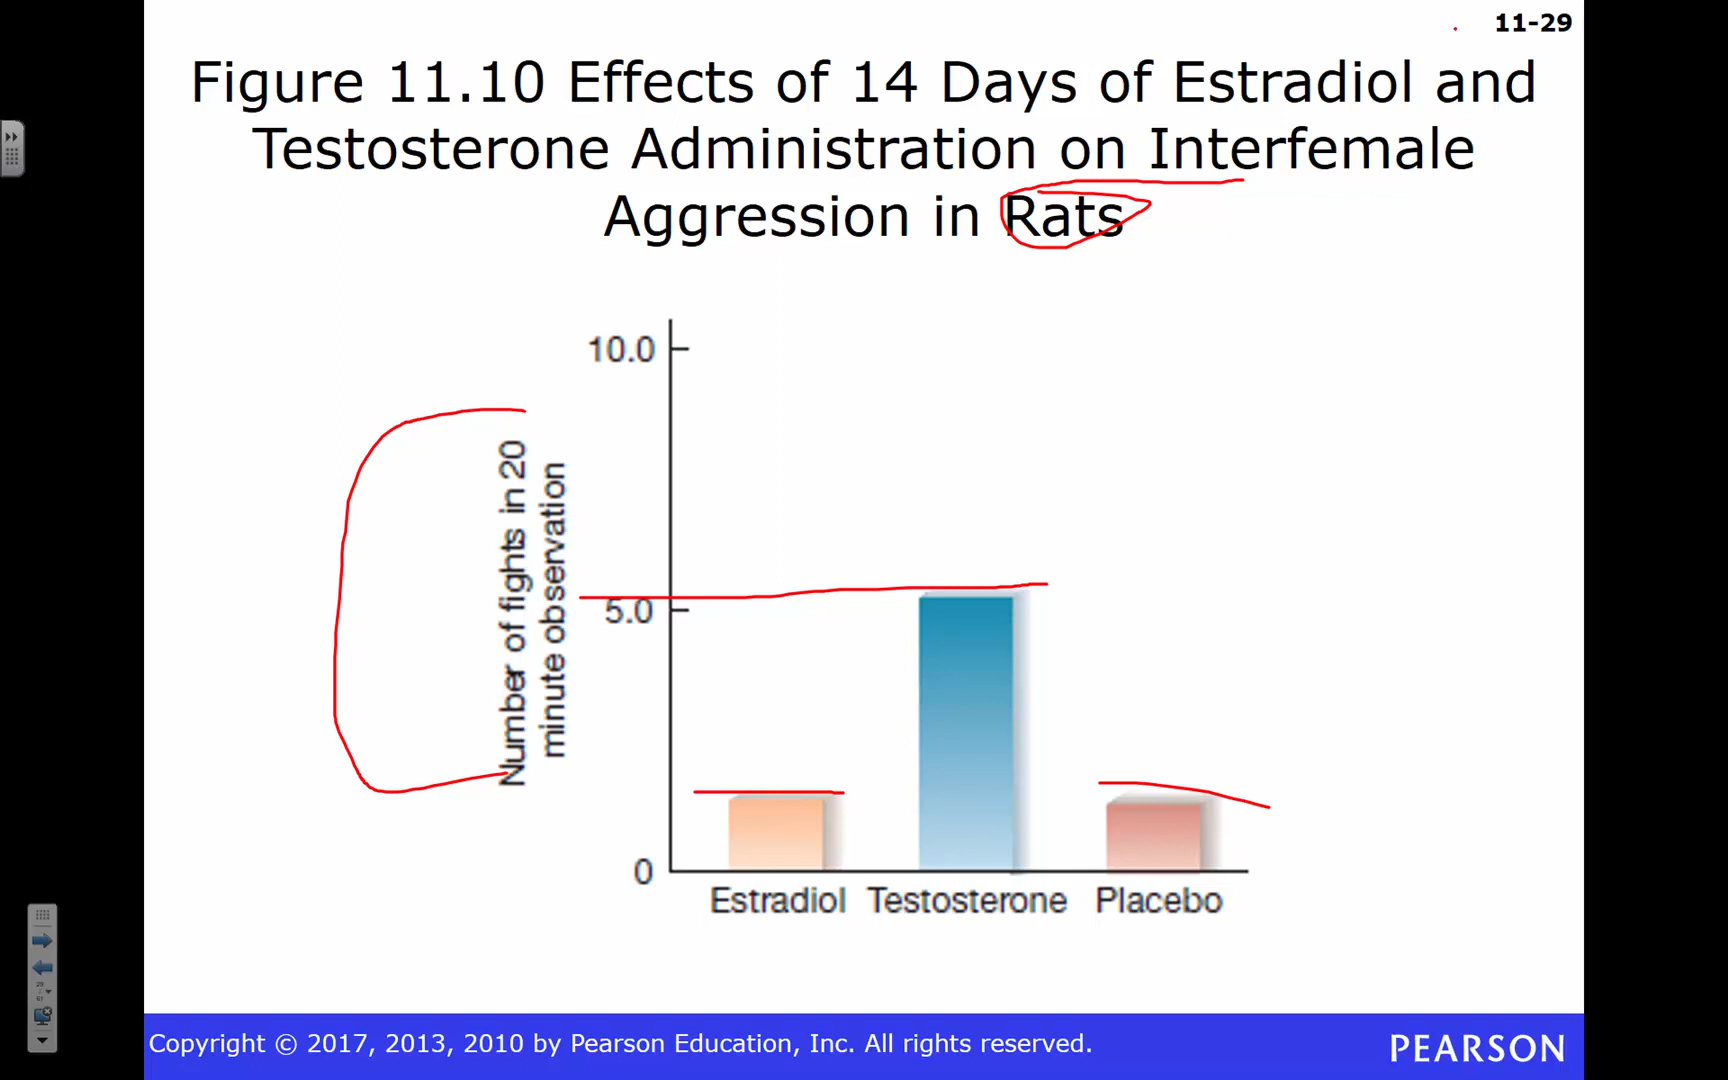 11-29
Figure 11.10 Effects of 14 Days of Estradiol and
Testosterone Administration on Interfemale
Aggression in Rats
10.0
Number of fights in 20
minute observation
5.0
0
Estradiol Testosterone Placebo
Copyright © 2017, 2013, 2010 by Pearson Education, Inc. All rights reserved.
PEARSON